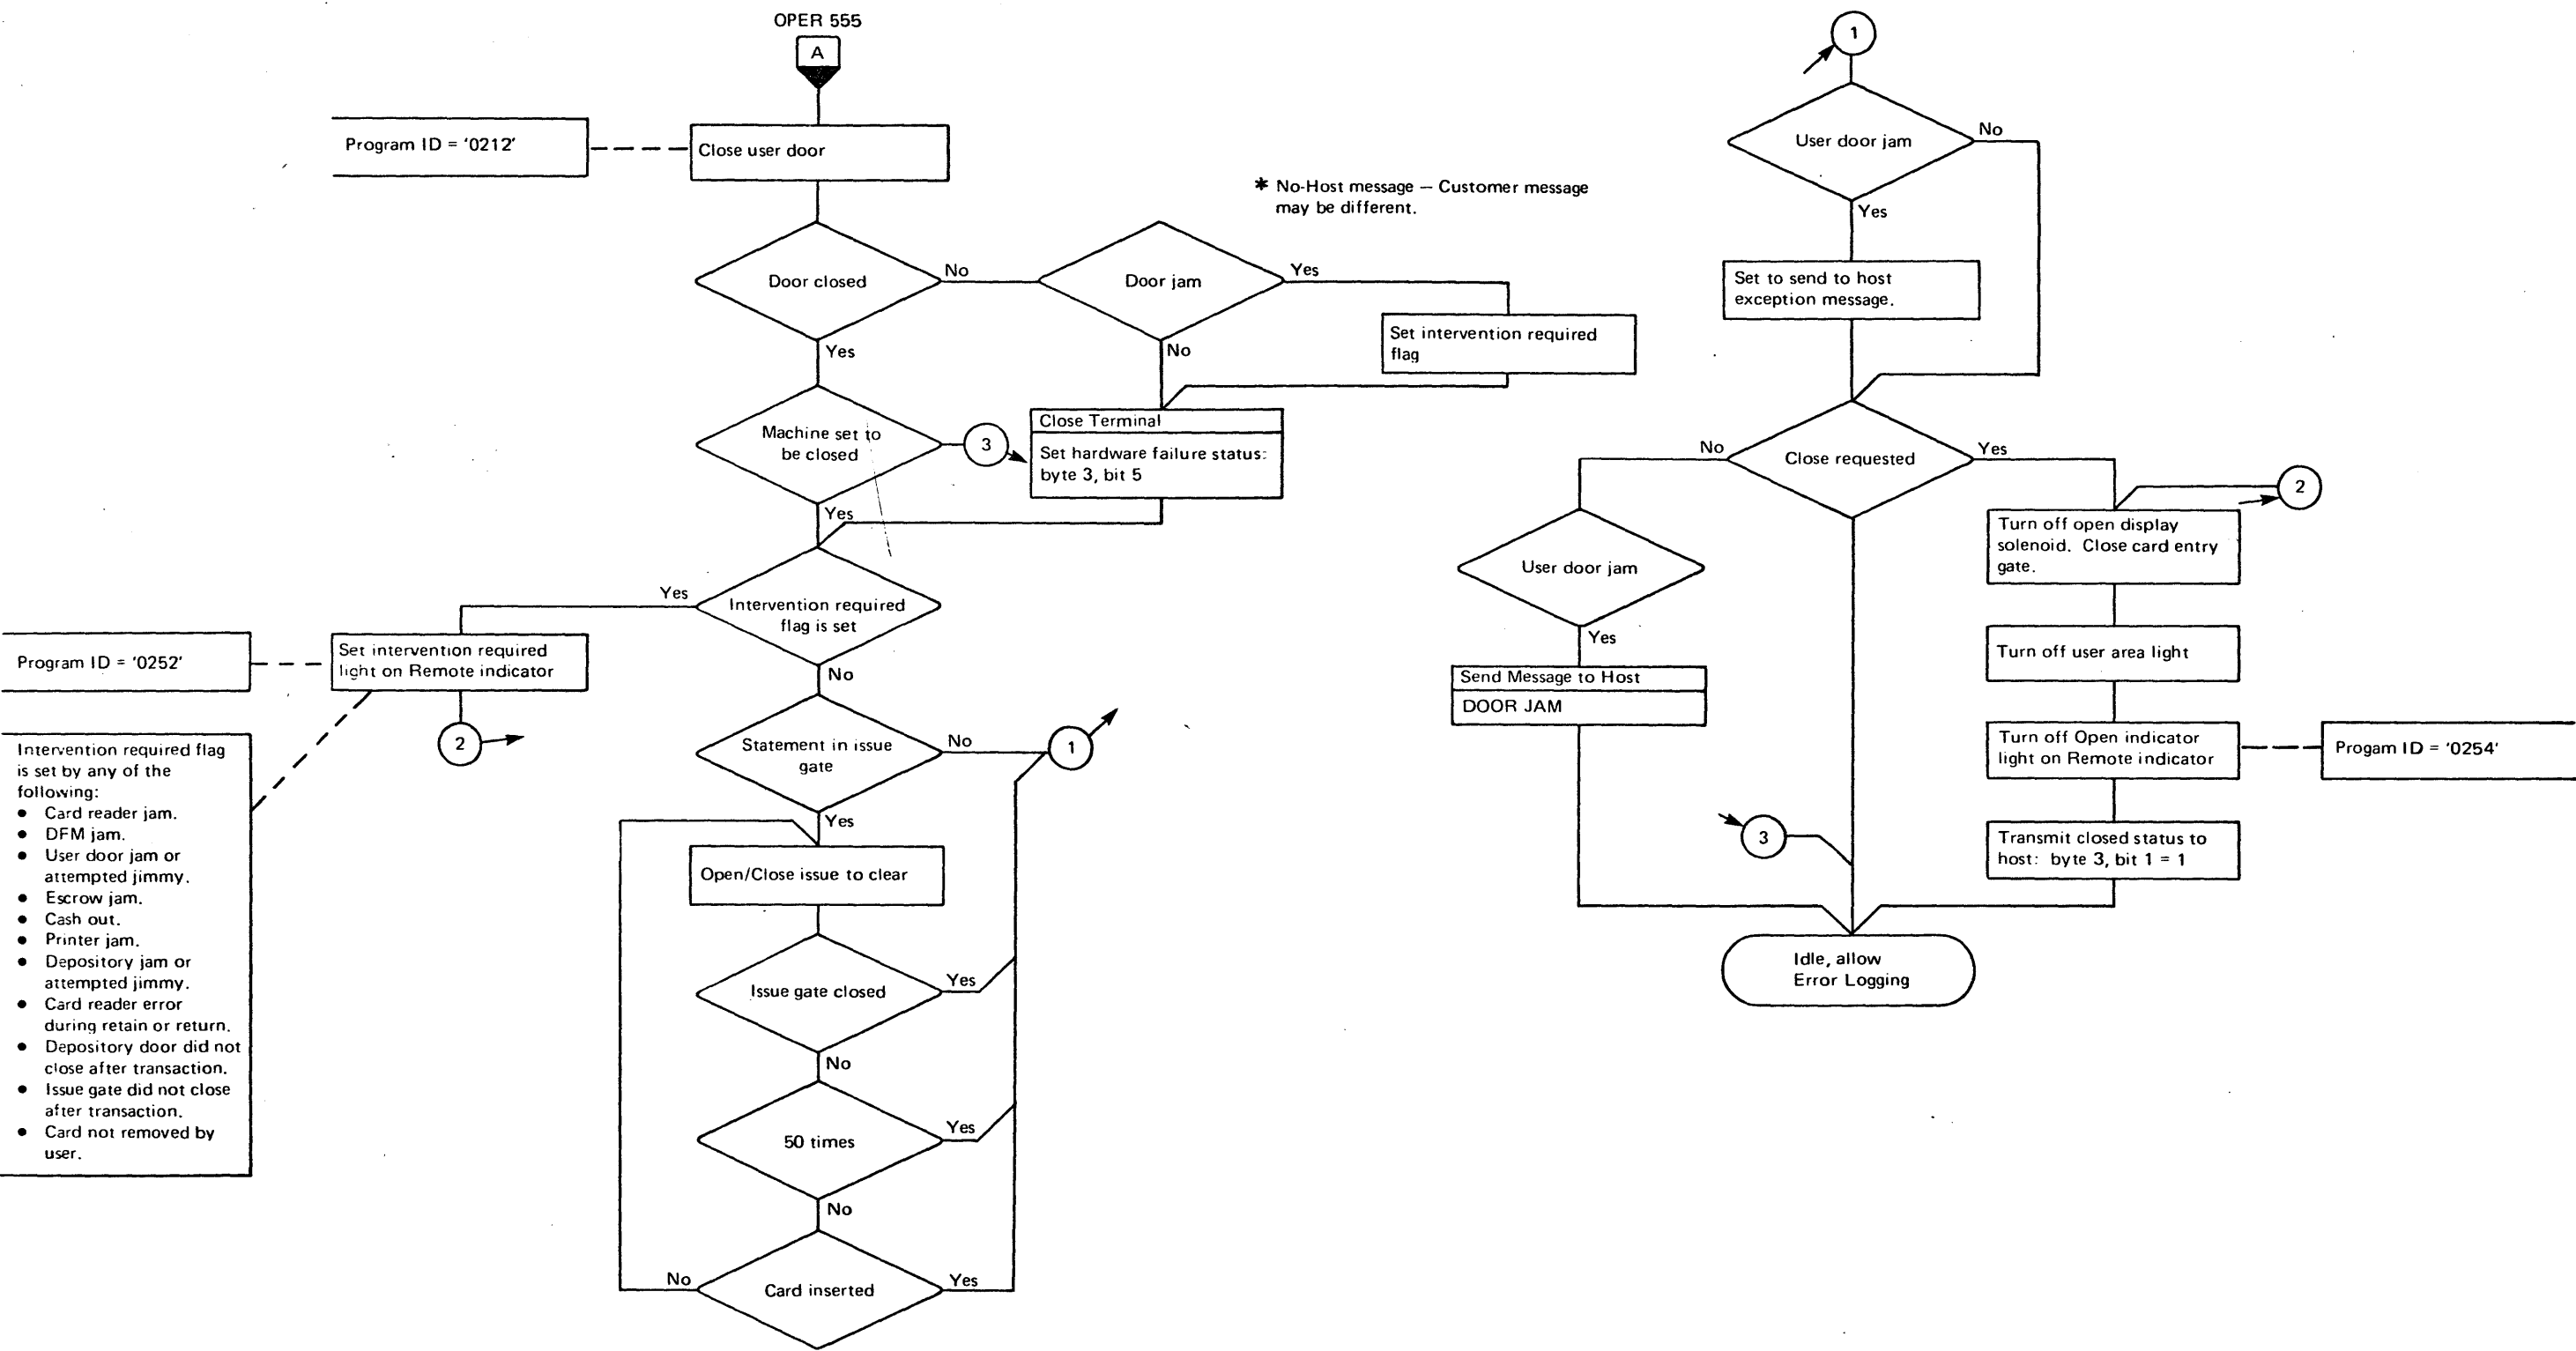 OPER 555
A
Program ID = '0212'
Close user door
* No-Host message — Customer message
may be different.
Door closed
No
Door jam
Yes
Set intervention required
flag
Yes
No
Machine set to
be closed
3
Close Terminal
Set hardware failure status:
byte 3, bit 5
Yes
Yes
Intervention required
flag is set
Program ID = '0252'
Set intervention required
light on Remote indicator
No
2
Intervention required flag
is set by any of the
following:
● Card reader jam.
● DFM jam.
● User door jam or
attempted jimmy.
● Escrow jam.
● Cash out.
● Printer jam.
● Depository jam or
attempted jimmy.
● Card reader error
during retain or return.
● Depository door did not
close after transaction.
● Issue gate did not close
after transaction.
● Card not removed by
user.
Statement in issue
gate
No
1
Yes
Open/Close issue to clear
Issue gate closed
Yes
No
50 times
Yes
No
No
Card inserted
Yes
1
User door jam
No
Yes
Set to send to host
exception message.
No
Close requested
Yes
2
User door jam
Yes
Send Message to Host
DOOR JAM
Turn off open display
solenoid. Close card entry
gate.
Turn off user area light
Turn off Open indicator
light on Remote indicator
Progam ID = '0254'
3
Transmit closed status to
host: byte 3, bit 1 = 1
Idle, allow
Error Logging